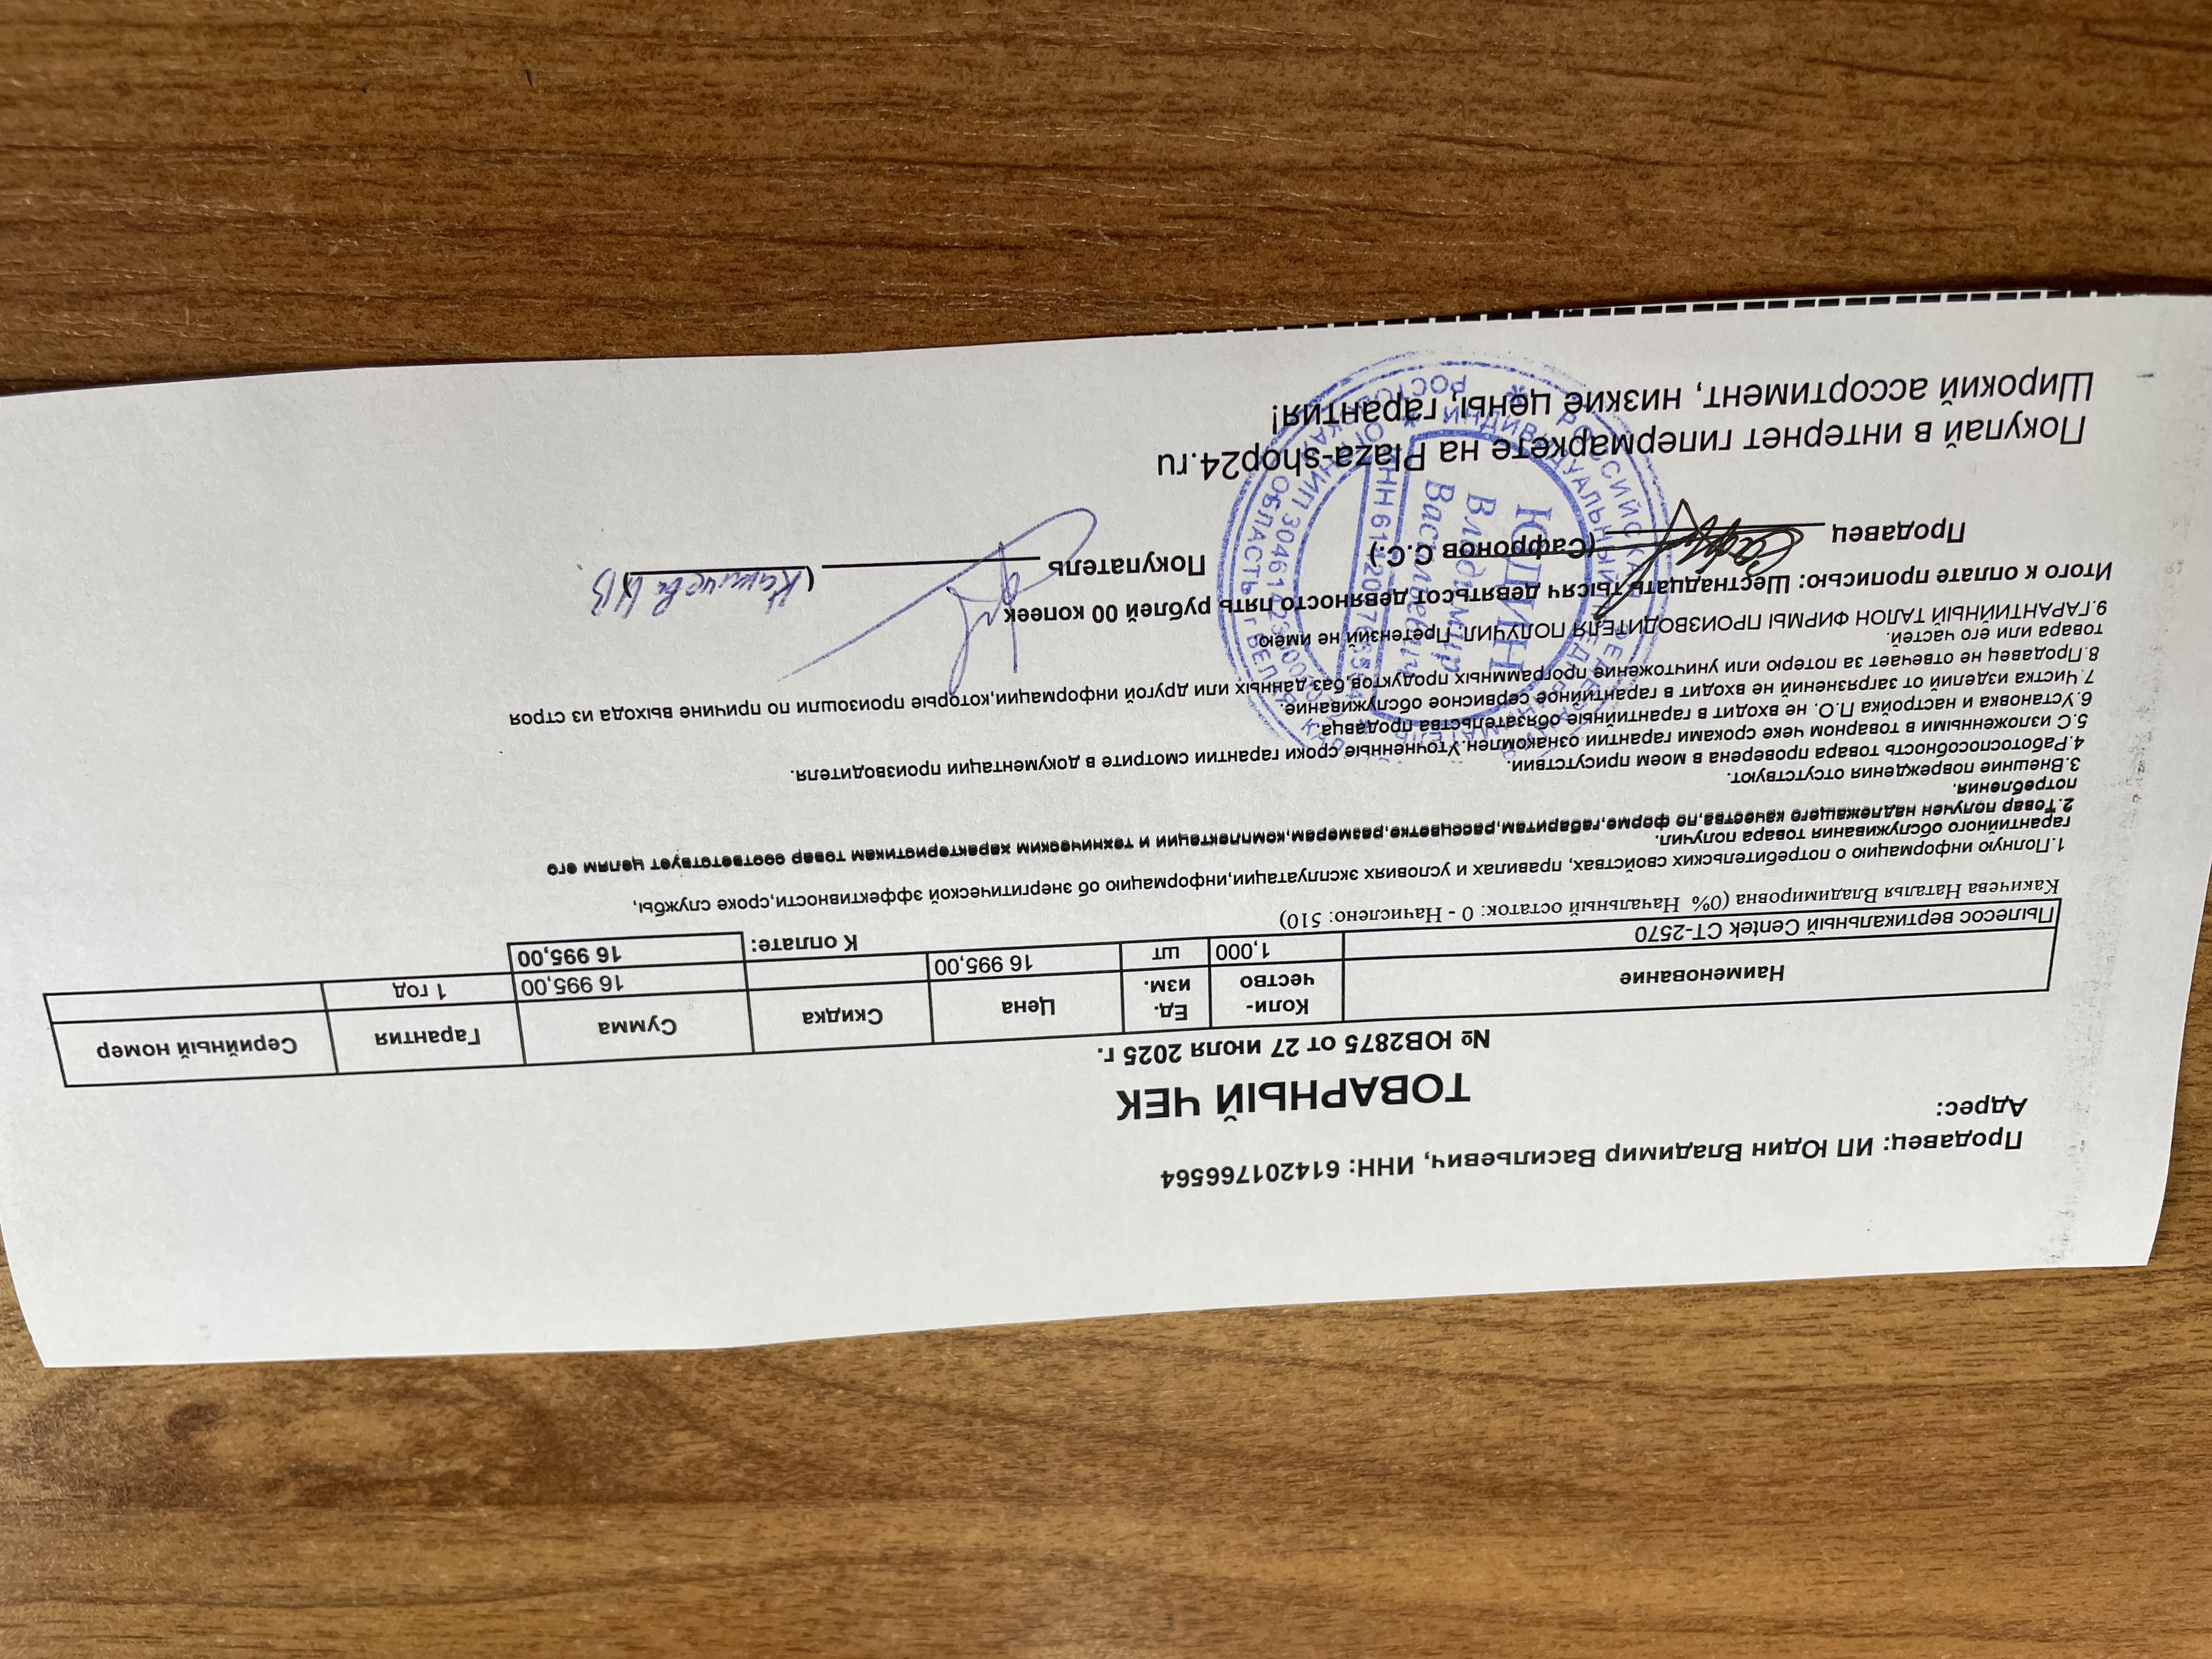 Продавец: ИП Юдин Владимир Васильевич, ИНН: 614201766564
Адрес:
ТОВАРНЫЙ ЧЕК
№ ЮВ2875 от 27 июля 2025 г.
Наименование Коли-чество Ед. изм. Цена Скидка Сумма Гарантия Серийный номер
Пылесос вертикальный Centek CT-2570 1,000 шт 16 995,00 16 995,00 1 год
К оплате: 16 995,00
Какичева Наталья Владимировна (0% Начальный остаток: 0 - Начислено: 510)
1.Полную информацию о потребительских свойствах, правилах и условиях эксплуатации,информацию об энергитической эффективности,сроке службы,
гарантийного обслуживания товара получил.
2.Товар получен надлежащего качества,по форме,габаритам,рассцветке,размерам,комплектации и техническим характеристикам товар соответствует целям его
потребления.
3.Внешние повреждения отсутствуют.
4.Работоспособность товара проверена в моем присутствии.
5.С изложенными в товарном чеке сроками гарантии ознакомлен.Уточненные сроки гарантии смотрите в документации производителя.
6.Установка и настройка П.О. не входит в гарантийные обязательства продавца.
7.Чистка изделий от загрязнений не входит в гарантийное сервисное обслуживание.
8.Продавец не отвечает за потерю или уничтожение программных продуктов,баз данных или другой информации,которые произошли по причине выхода из строя
товара или его частей.
9.ГАРАНТИЙНЫЙ ТАЛОН ФИРМЫ ПРОИЗВОДИТЕЛЯ ПОЛУЧИЛ. Претензий не имею
Итого к оплате прописью: Шестнадцать тысяч девятьсот девяносто пять рублей 00 копеек
Продавец (Сафронов С.С.) Покупатель (Какичева Н.В.)
Покупай в интернет гипермаркете на Plaza-shop24.ru
Широкий ассортимент, низкие цены, гарантия!
ЮДИН
Владимир
Васильевич